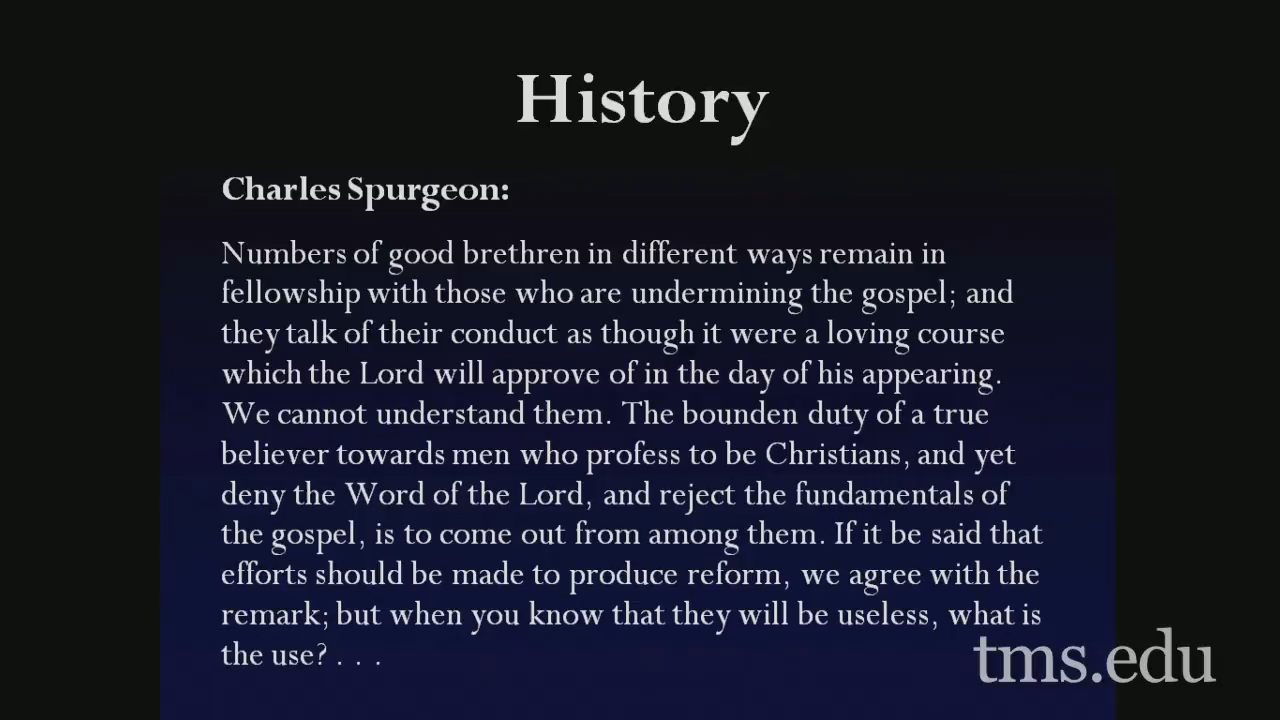 History
Charles Spurgeon:
Numbers of good brethren in different ways remain in
fellowship with those who are undermining the gospel; and
they talk of their conduct as though it were a loving course
which the Lord will approve of in the day of his appearing.
We cannot understand them. The bounden duty of a true
believer towards men who profess to be Christians, and yet
deny the Word of the Lord, and reject the fundamentals of
the gospel, is to come out from among them. If it be said that
efforts should be made to produce reform, we agree with the
remark; but when you know that they will be useless, what is
the use? . . .
tms.edu